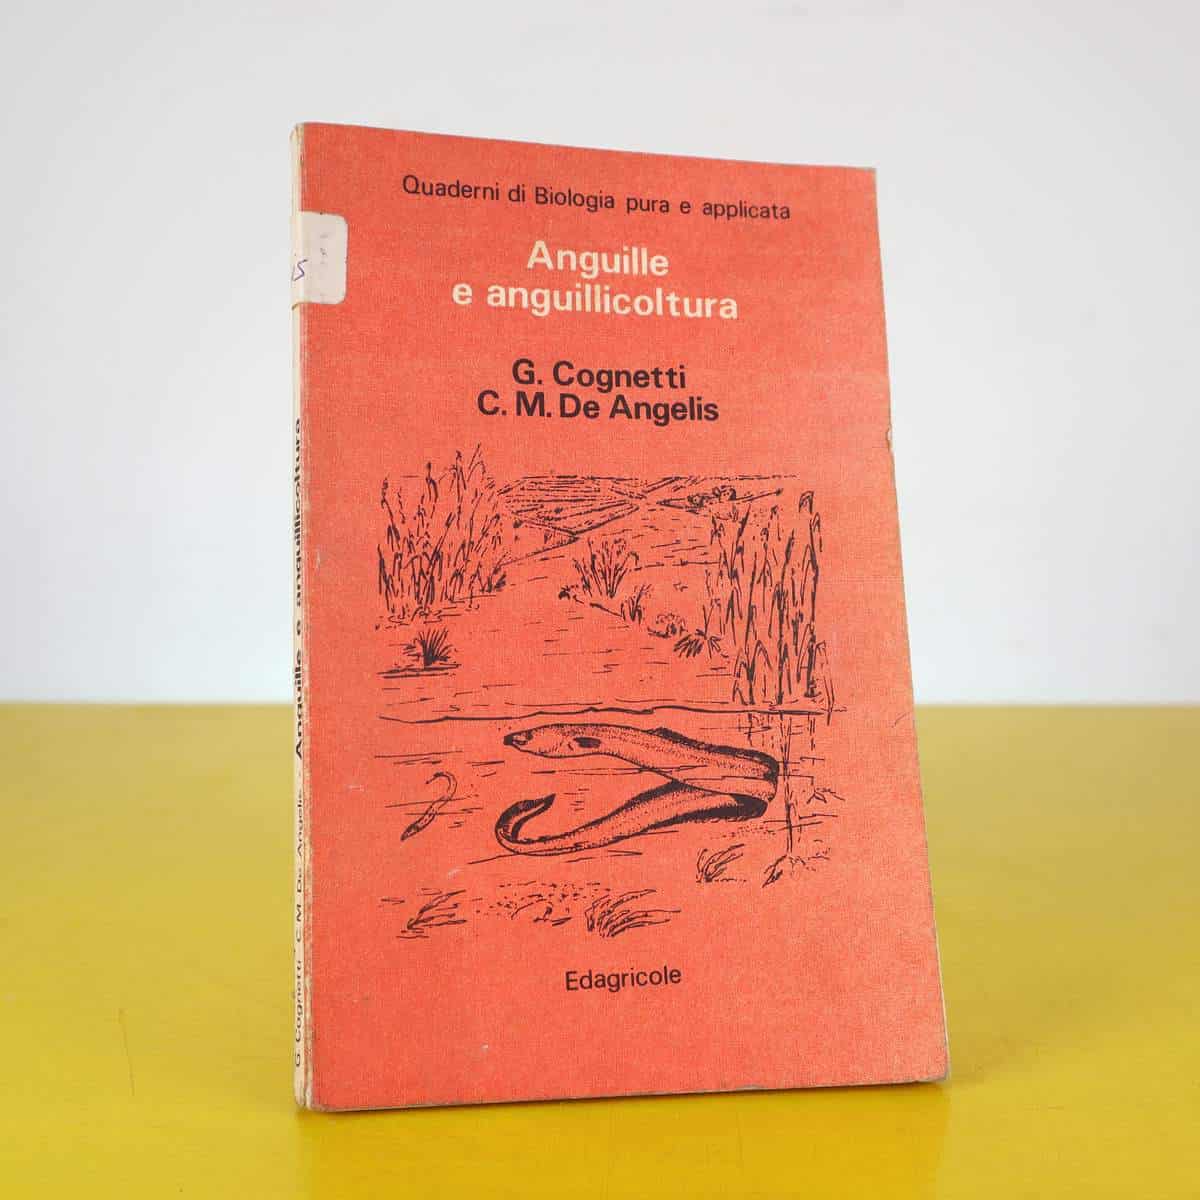 Quaderni di Biologia pura e applicata
Anguille
e anguillicoltura
G. Cognetti
C. M. De Angelis
Edagricole
G. Cognetti - C. M. De Angelis - Anguille e anguillicoltura